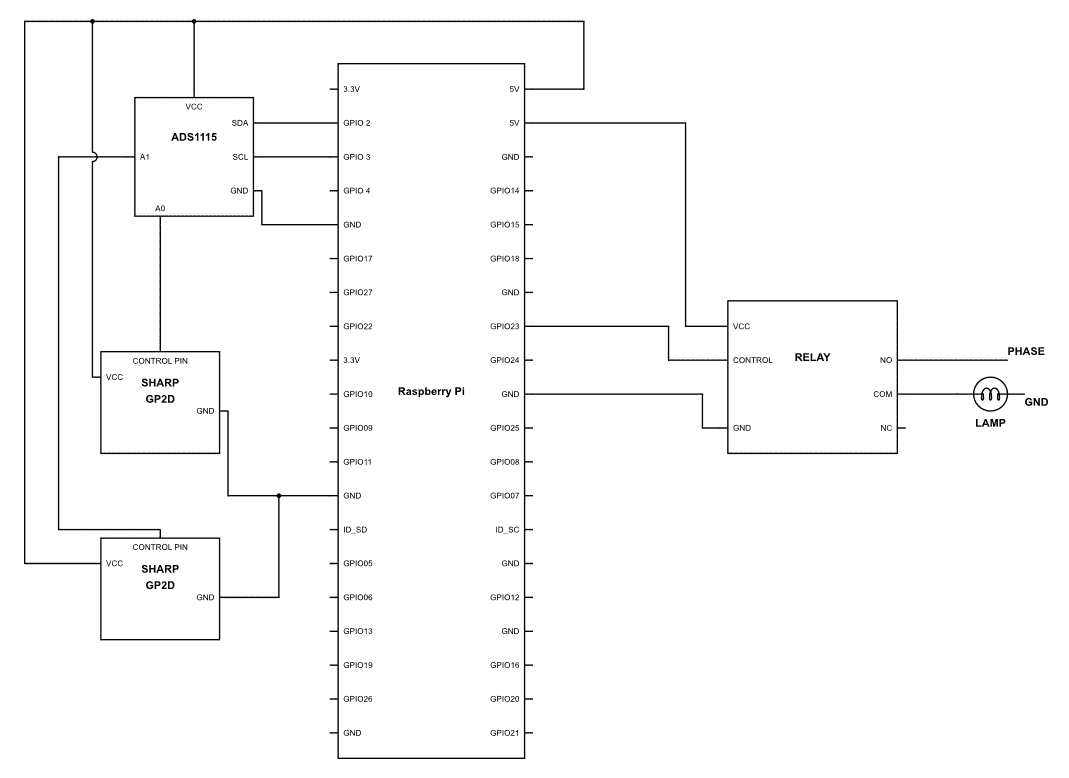 3.3V
5V
VCC
ADS1115
SDA
GPIO 2
5V
A1
SCL
GPIO 3
GND
GND
GPIO 4
GPIO14
A0
GND
GPIO15
GPIO17
GPIO18
GPIO27
GND
GPIO22
GPIO23
VCC
CONTROL PIN
SHARP
GP2D
VCC
GND
3.3V
GPIO24
CONTROL
RELAY
NO
PHASE
Raspberry Pi
GPIO10
GND
COM
GND
LAMP
GPIO09
GPIO25
GND
NC
GPIO11
GPIO08
GND
GPIO07
ID_SD
ID_SC
CONTROL PIN
VCC
SHARP
GP2D
GND
GPIO05
GND
GPIO06
GPIO12
GPIO13
GND
GPIO19
GPIO16
GPIO26
GPIO20
GND
GPIO21